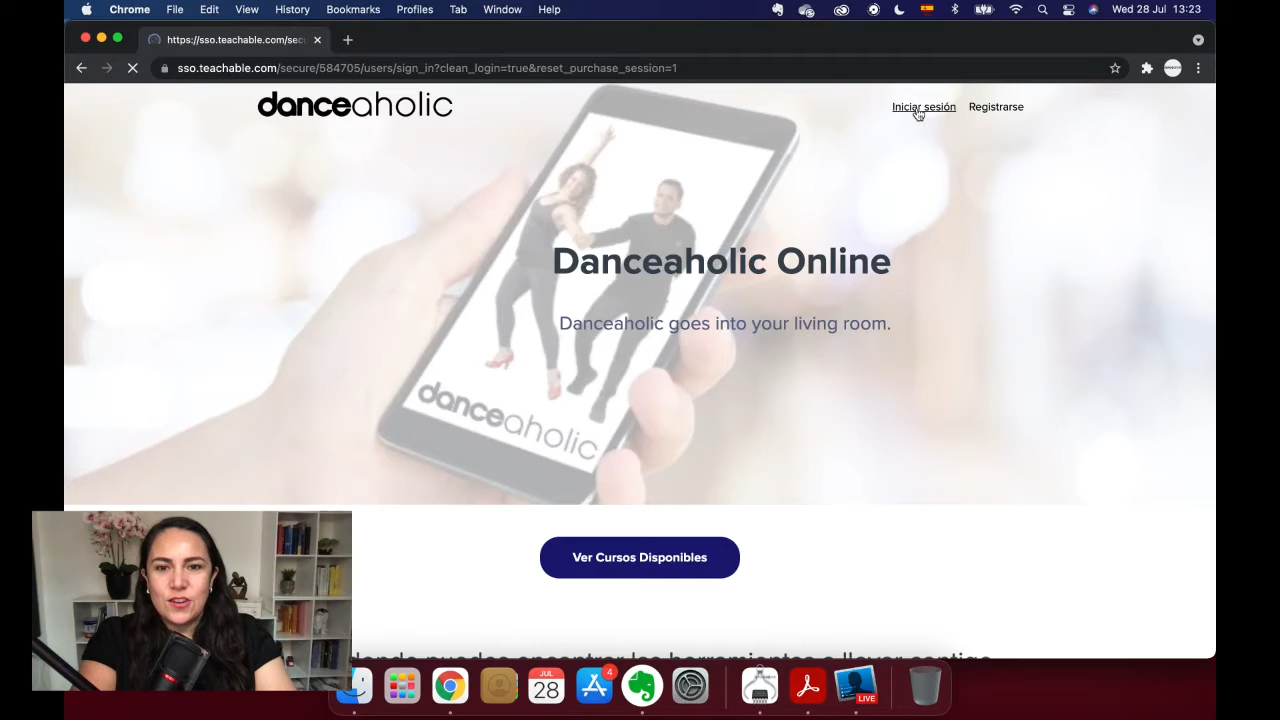 Chrome File Edit View History Bookmarks Profiles Tab Window Help Wed 28 Jul 13:23
https://sso.teachable.com/sec
sso.teachable.com/secure/584705/users/sign_in?clean_login=true&reset_purchase_session=1
danceaholic
Iniciar sesión Registrarse
Danceaholic Online
Danceaholic goes into your living room.
danceaholic
Ver Cursos Disponibles
JUL
28
4
LIVE